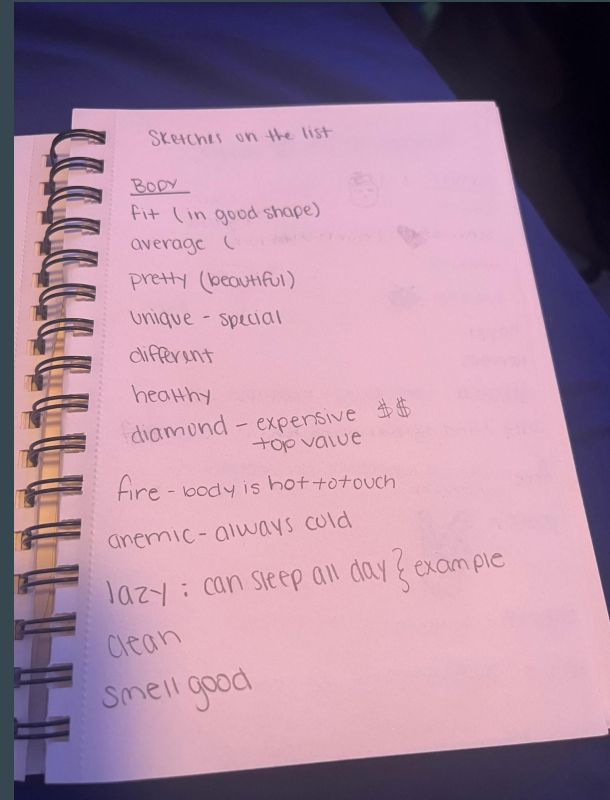 Sketches on the list
Body
fit (in good shape)
average (
pretty (beautiful)
unique - special
different
healthy
diamond - expensive $$
top value
fire - body is hot to touch
anemic - always cold
lazy : can sleep all day } example
clean
smell good